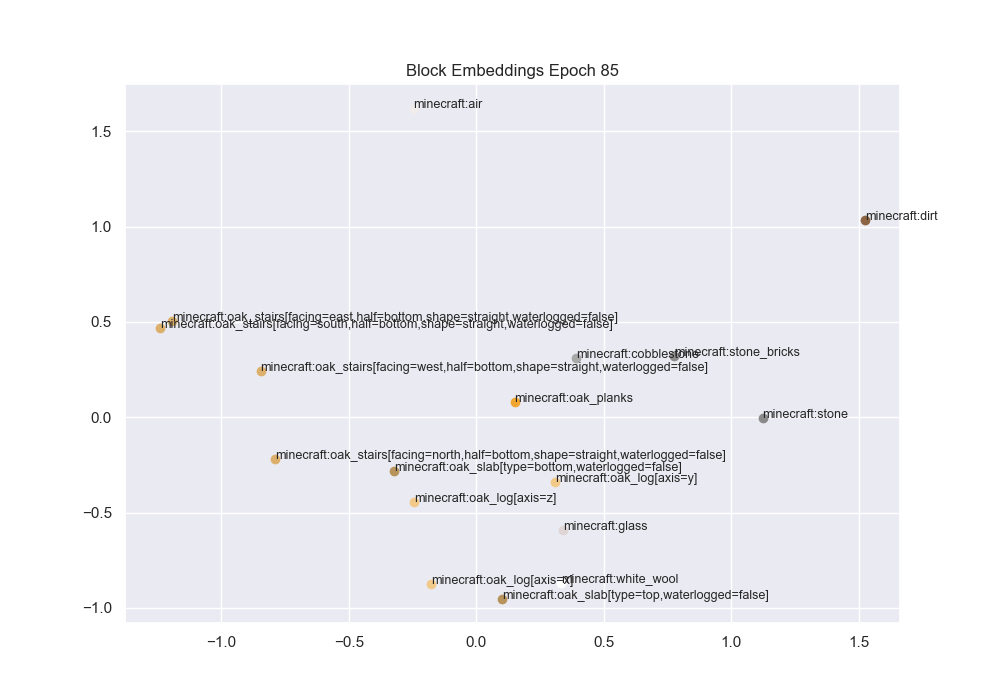 Block Embeddings Epoch 85
minecraft:air
1.5
minecraft:dirt
1.0
minecraft:oak_stairs[facing=east,half=bottom,shape=straight,waterlogged=false]
0.5
minecraft:oak_stairs[facing=south,half=bottom,shape=straight,waterlogged=false]
minecraft:cobblestone
minecraft:stone_bricks
minecraft:oak_stairs[facing=west,half=bottom,shape=straight,waterlogged=false]
minecraft:oak_planks
0.0
minecraft:stone
minecraft:oak_stairs[facing=north,half=bottom,shape=straight,waterlogged=false]
minecraft:oak_slab[type=bottom,waterlogged=false]
minecraft:oak_log[axis=y]
minecraft:oak_log[axis=z]
−0.5
minecraft:glass
minecraft:oak_log[axis=x]
minecraft:white_wool
minecraft:oak_slab[type=top,waterlogged=false]
−1.0
−1.0 −0.5 0.0 0.5 1.0 1.5